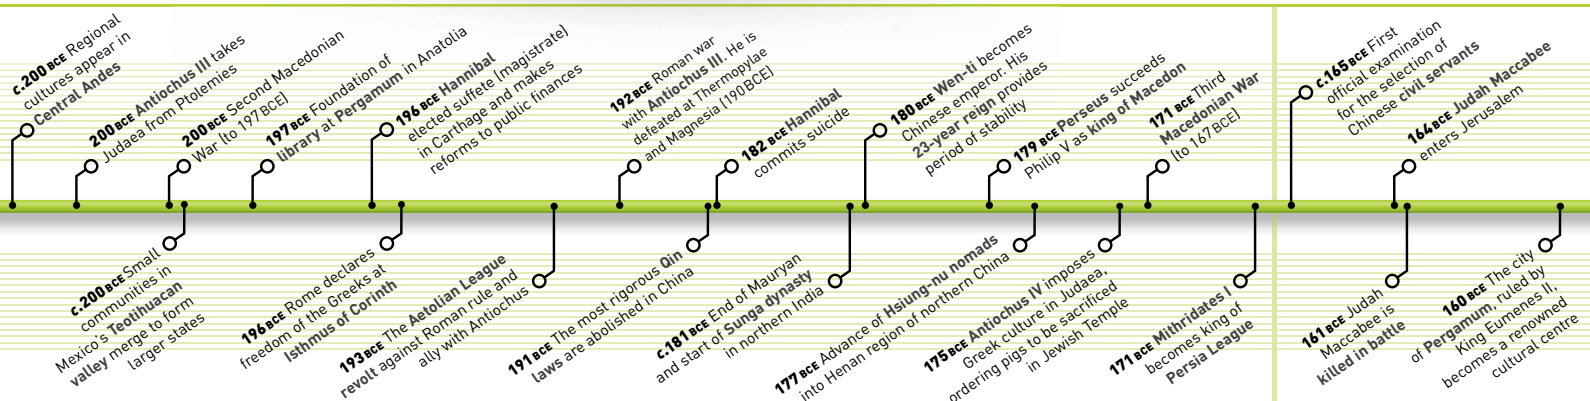 c.200 BCE Regional
cultures appear in
Central Andes
200 BCE Antiochus III takes
Judaea from Ptolemies
200 BCE Second Macedonian
War (to 197 BCE)
197 BCE Foundation of
library at Pergamum in Anatolia
196 BCE Hannibal
elected suffete (magistrate)
in Carthage and makes
reforms to public finances
192 BCE Roman war
with Antiochus III. He is
defeated at Thermopylae
and Magnesia (190 BCE)
182 BCE Hannibal
commits suicide
180 BCE Wen-ti becomes
Chinese emperor. His
23-year reign provides
period of stability
179 BCE Perseus succeeds
Philip V as king of Macedon
171 BCE Third
Macedonian War
(to 167 BCE)
c.165 BCE First
official examination
for the selection of
Chinese civil servants
164 BCE Judah Maccabee
enters Jerusalem
c.200 BCE Small
communities in
Mexico's Teotihuacan
valley merge to form
larger states
196 BCE Rome declares
freedom of the Greeks at
Isthmus of Corinth
193 BCE The Aetolian League
revolt against Roman rule and
ally with Antiochus
191 BCE The most rigorous Qin
laws are abolished in China
c.181 BCE End of Mauryan
and start of Sunga dynasty
in northern India
177 BCE Advance of Hsiung-nu nomads
into Henan region of northern China
175 BCE Antiochus IV imposes
Greek culture in Judaea,
ordering pigs to be sacrificed
in Jewish Temple
171 BCE Mithridates I
becomes king of
Persia League
161 BCE Judah
Maccabee is
killed in battle
160 BCE The city
of Pergamum, ruled by
King Eumenes II,
becomes a renowned
cultural centre